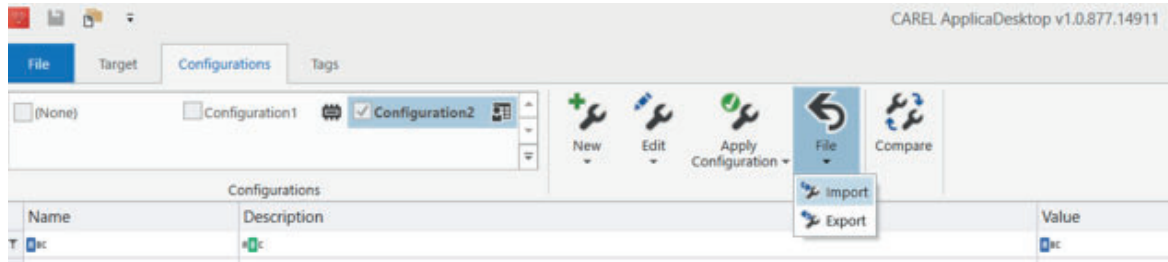 CAREL ApplicaDesktop v1.0.877.14911
File Target Configurations Tags
(None) Configuration1 Configuration2
New Edit Apply Configuration File Compare
Import
Configurations
Export
Name Description Value